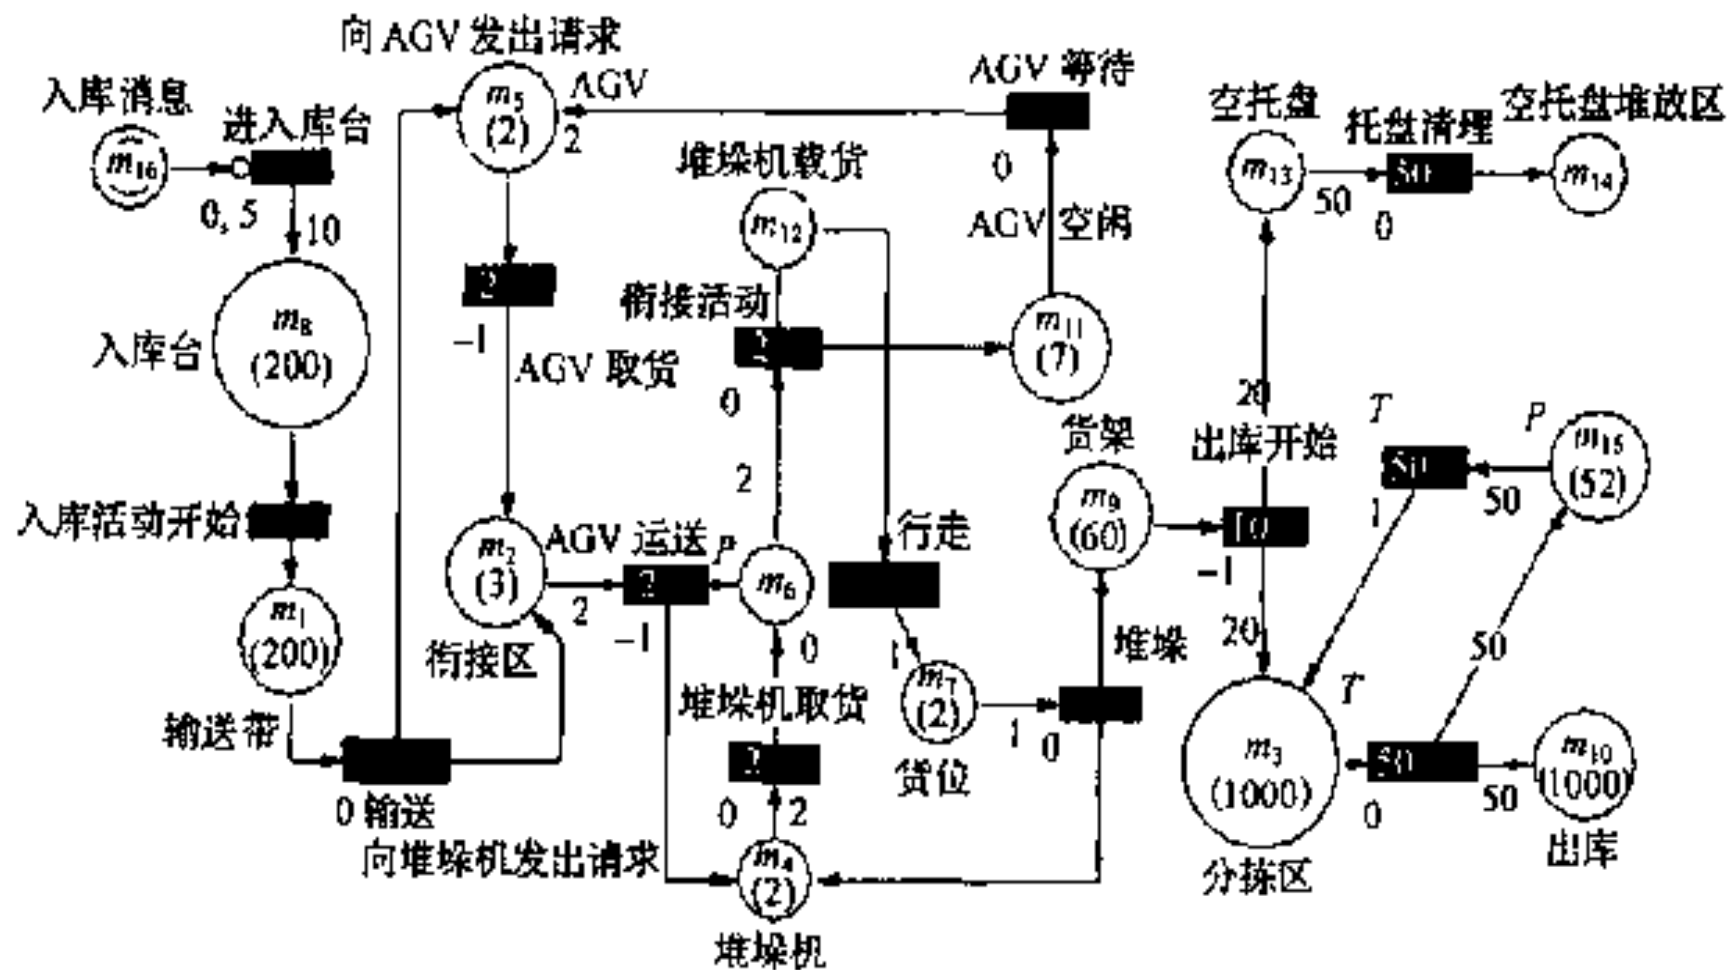 向AGV发出请求
入库消息
m16
进入库台
0, 5
10
m5
(2)
AGV
2
AGV 等待
0
空托盘
m13
50
托盘清理
50
0
空托盘堆放区
m14
堆垛机载货
m12
AGV 空闲
入库台
m8
(200)
2
-1
AGV 取货
衔接活动
2
0
2
m11
(7)
入库活动开始
m1
(200)
输送带
0 输送
m2
(3)
衔接区
AGV 运送
P
2
2
-1
m6
0
行走
1
m7
(2)
货位
1
0
堆垛
货架
m9
(60)
20
出库开始
10
-1
20
T
50
1
50
P
m15
(52)
50
堆垛机取货
0
2
向堆垛机发出请求
m4
(2)
堆垛机
T
m3
(1000)
分拣区
50
0
50
m10
(1000)
出库